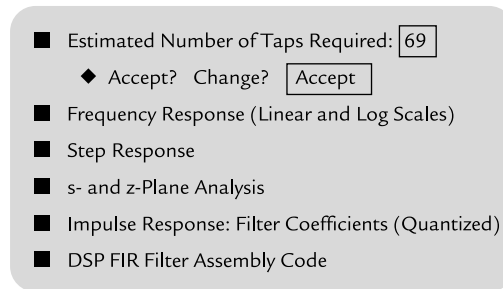 Estimated Number of Taps Required: 69
Accept? Change? Accept
Frequency Response (Linear and Log Scales)
Step Response
s- and z-Plane Analysis
Impulse Response: Filter Coefficients (Quantized)
DSP FIR Filter Assembly Code